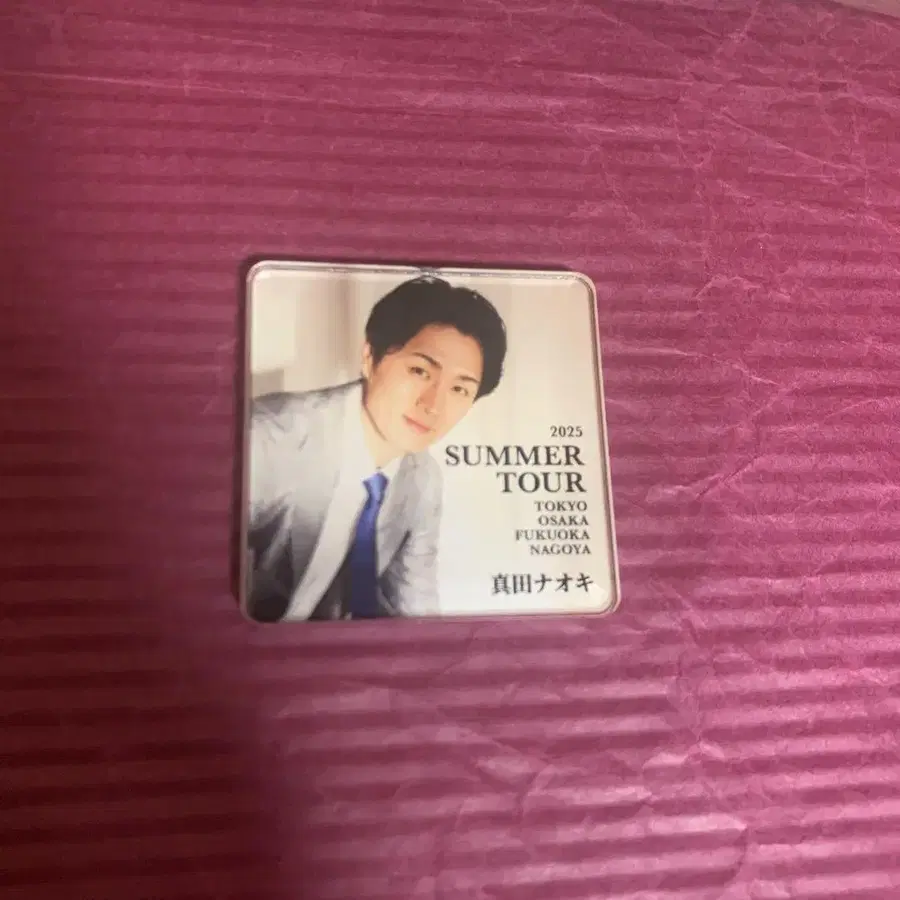 2025
SUMMER
TOUR
TOKYO
OSAKA
FUKUOKA
NAGOYA
真田ナオキ